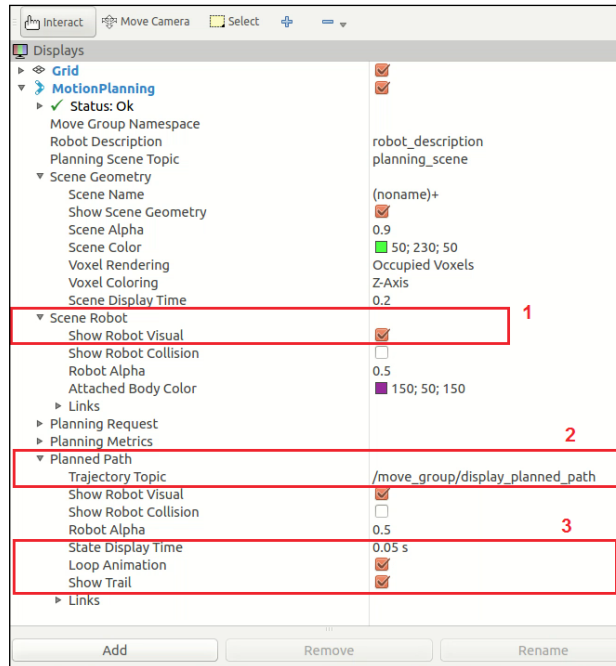 Interact Move Camera Select
Displays
Grid
MotionPlanning
Status: Ok
Move Group Namespace
Robot Description robot_description
Planning Scene Topic planning_scene
Scene Geometry
Scene Name (noname)+
Show Scene Geometry
Scene Alpha 0.9
Scene Color 50; 230; 50
Voxel Rendering Occupied Voxels
Voxel Coloring Z-Axis
Scene Display Time 0.2
1
Scene Robot
Show Robot Visual
Show Robot Collision
Robot Alpha 0.5
Attached Body Color 150; 50; 150
Links
Planning Request
Planning Metrics
2
Planned Path
Trajectory Topic /move_group/display_planned_path
Show Robot Visual
Show Robot Collision
Robot Alpha 0.5
3
State Display Time 0.05 s
Loop Animation
Show Trail
Links
Add Remove Rename